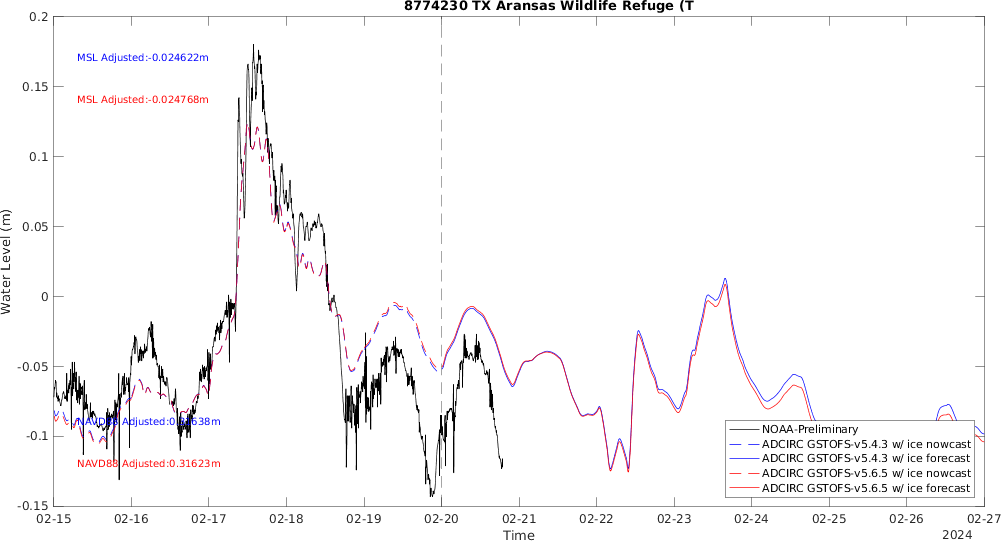 8774230 TX Aransas Wildlife Refuge (T
0.2
0.15
0.1
0.05
0
-0.05
-0.1
-0.15
Water Level (m)
MSL Adjusted:-0.024622m
MSL Adjusted:-0.024768m
NAVD88 Adjusted:
NAVD88 Adjusted:0.31623m
NOAA-Preliminary
ADCIRC GSTOFS-v5.4.3 w/ ice nowcast
ADCIRC GSTOFS-v5.4.3 w/ ice forecast
ADCIRC GSTOFS-v5.6.5 w/ ice nowcast
ADCIRC GSTOFS-v5.6.5 w/ ice forecast
02-15 02-16 02-17 02-18 02-19 02-20 02-21 02-22 02-23 02-24 02-25 02-26 02-27
Time
2024